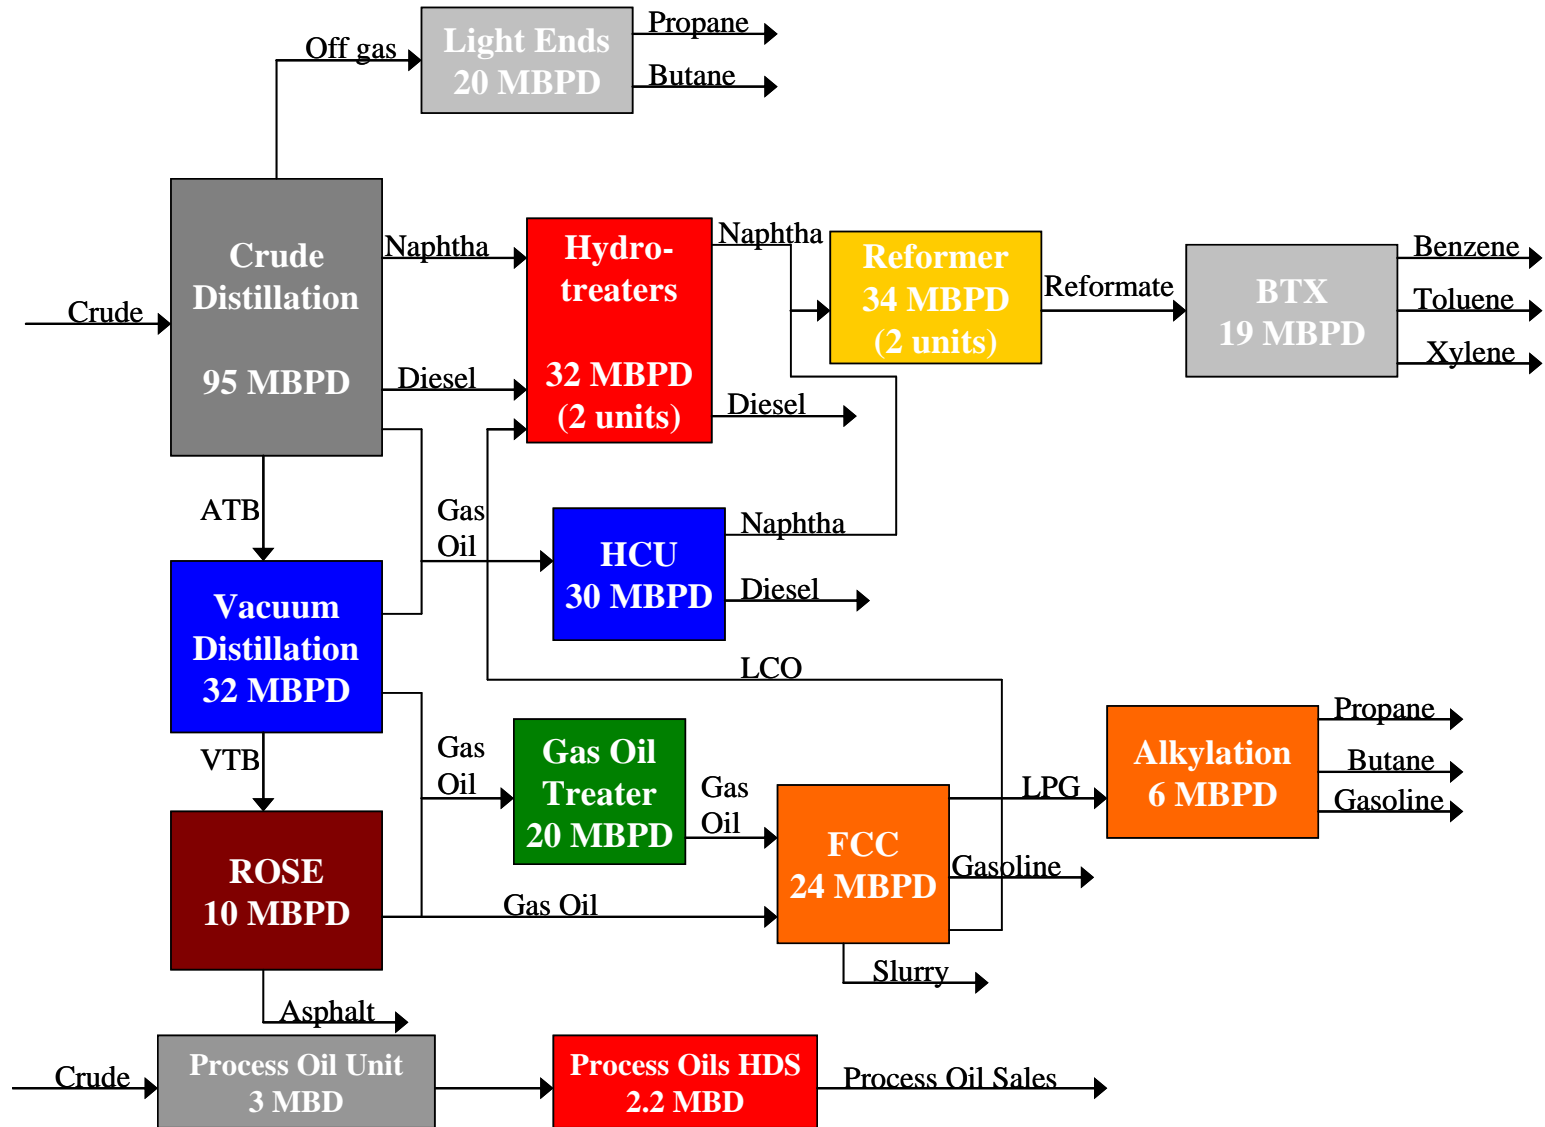 Off gas
Light Ends
20 MBPD
Propane
Butane
Crude
Crude
Distillation
95 MBPD
Naphtha
Diesel
Hydro-
treaters
32 MBPD
(2 units)
Naphtha
Diesel
Reformer
34 MBPD
(2 units)
Reformate
BTX
19 MBPD
Benzene
Toluene
Xylene
ATB
Gas
Oil
HCU
30 MBPD
Naphtha
Diesel
Vacuum
Distillation
32 MBPD
LCO
VTB
Gas
Oil
Gas Oil
Treater
20 MBPD
Gas
Oil
FCC
24 MBPD
LPG
Gasoline
Slurry
Alkylation
6 MBPD
Propane
Butane
Gasoline
ROSE
10 MBPD
Gas Oil
Asphalt
Crude
Process Oil Unit
3 MBD
Process Oils HDS
2.2 MBD
Process Oil Sales